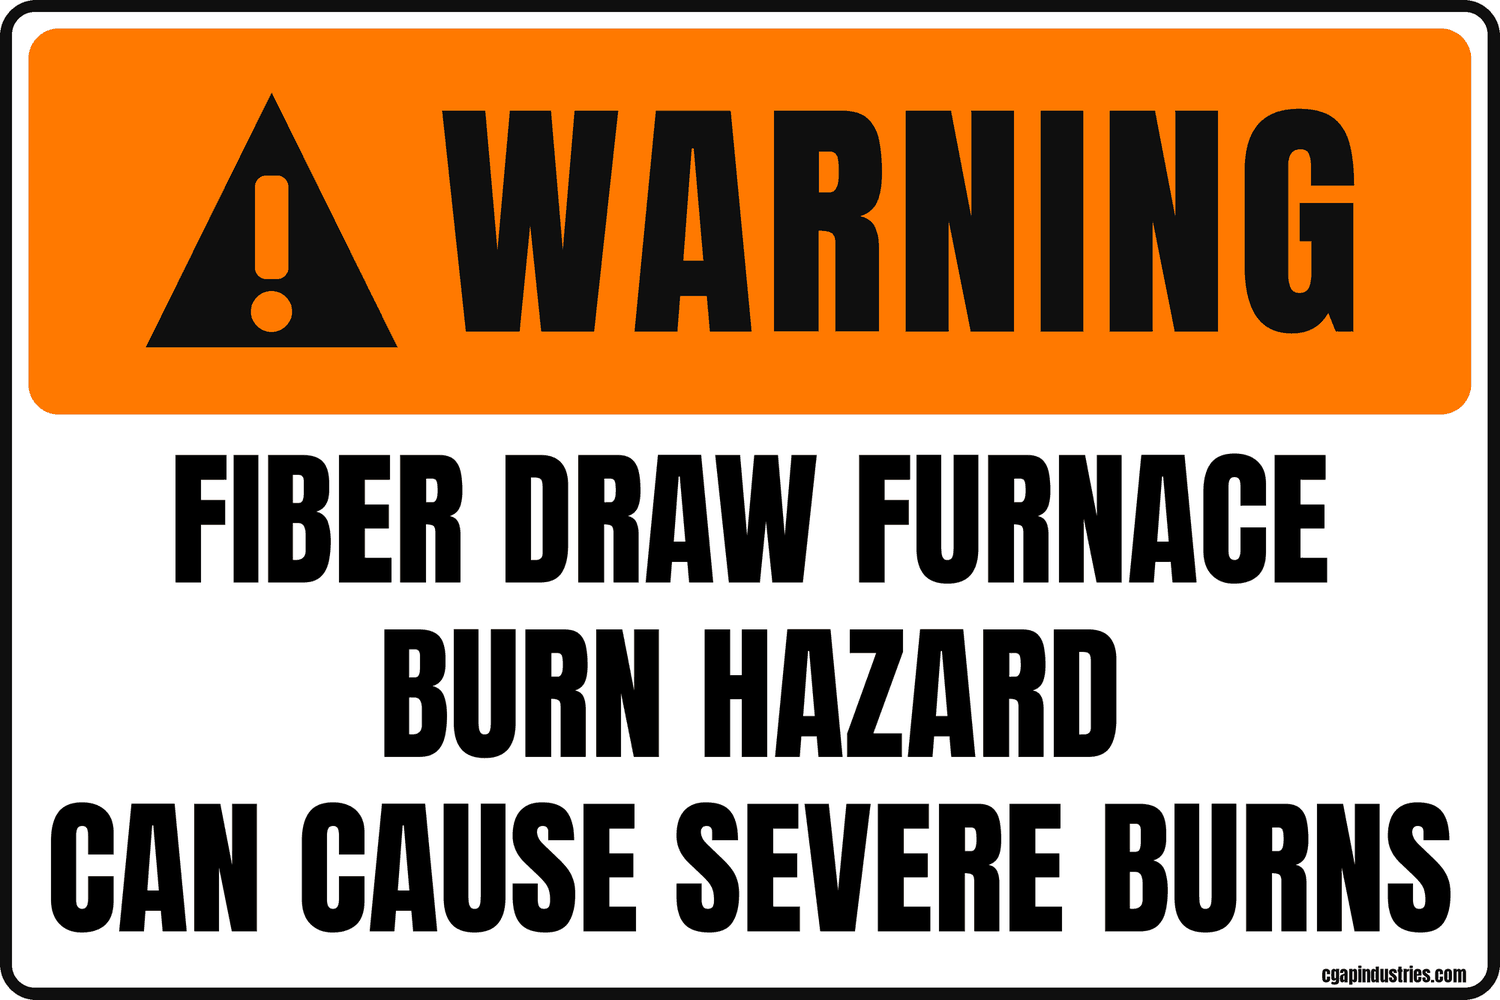 WARNING
FIBER DRAW FURNACE
BURN HAZARD
CAN CAUSE SEVERE BURNS
cgapindustries.com